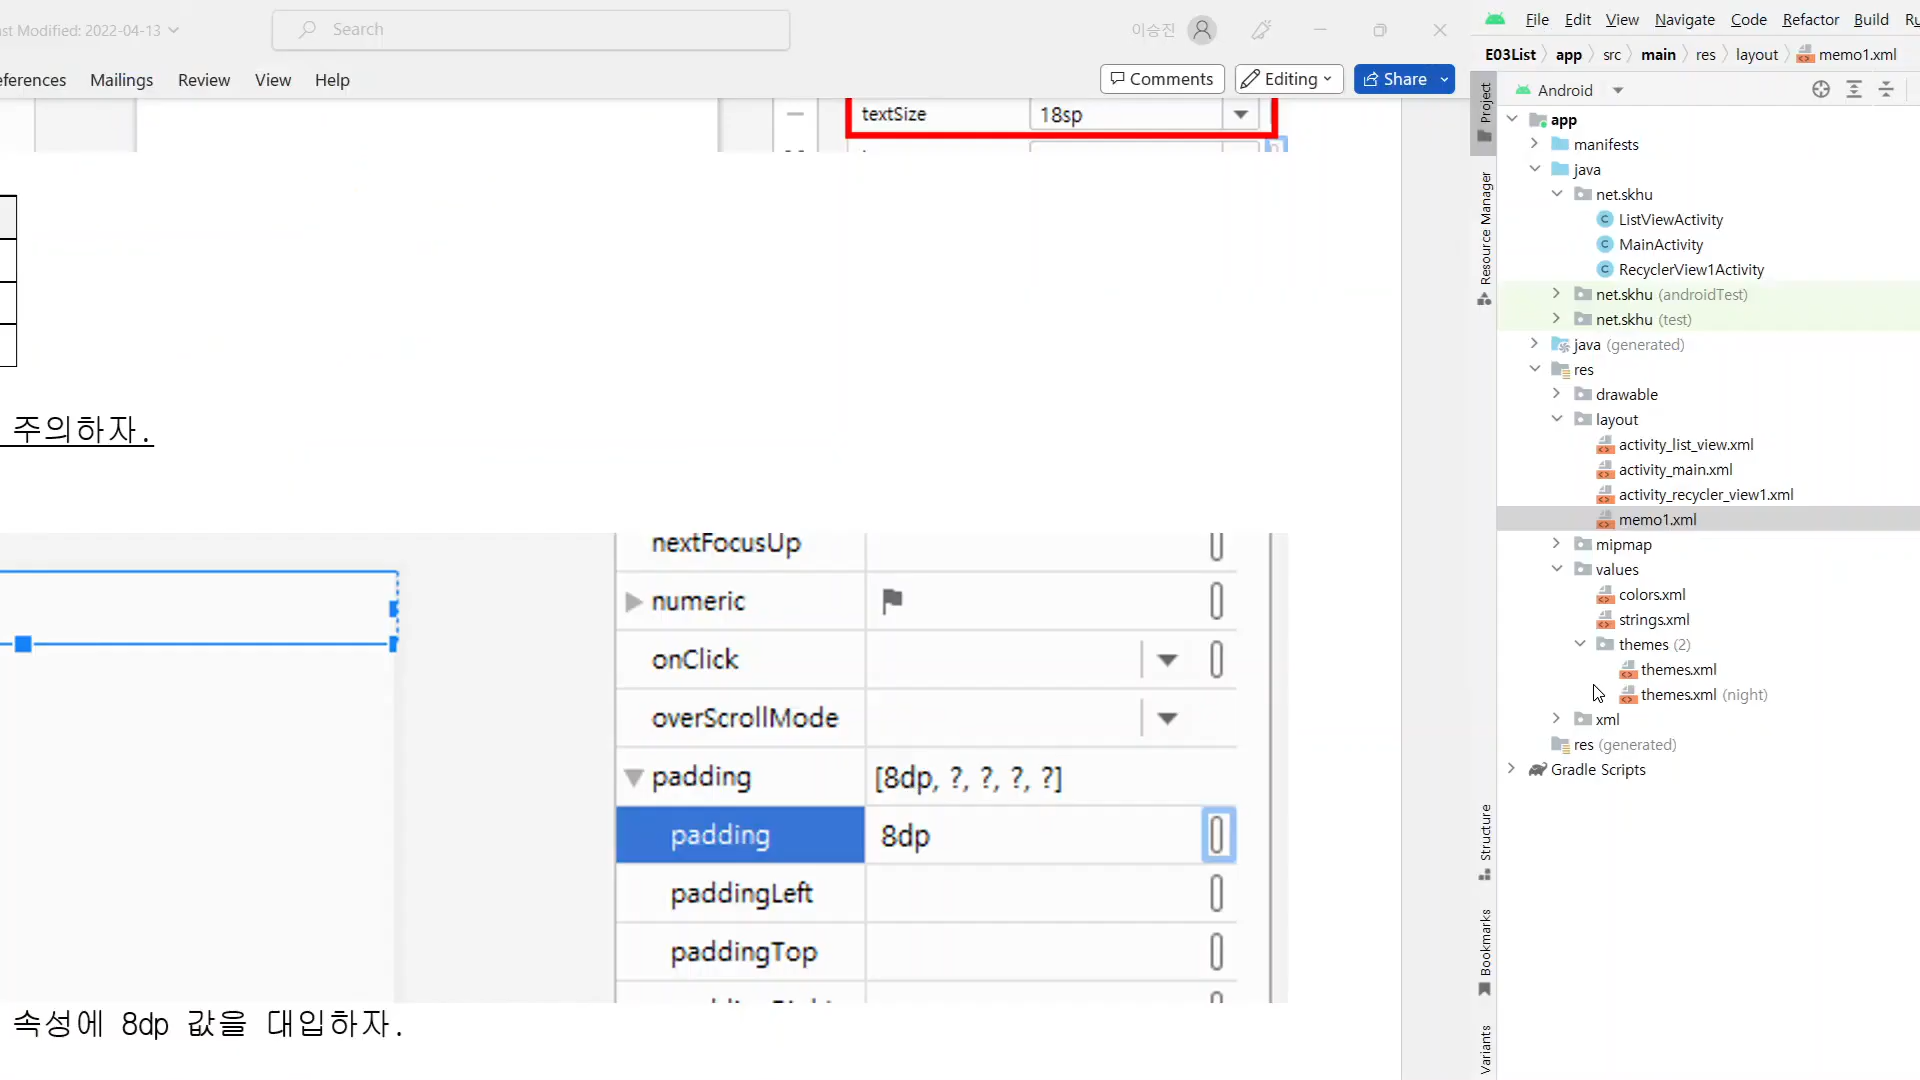 st Modified: 2022-04-13
Search
이승진
eferences Mailings Review View Help
Comments Editing Share
textSize 18sp
주의하자.
nextFocusUp
numeric
onClick
overScrollMode
padding [8dp, ?, ?, ?, ?]
padding 8dp
paddingLeft
paddingTop
속성에 8dp 값을 대입하자.
File Edit View Navigate Code Refactor Build Ru
E03List app src main res layout memo1.xml
Project
Android
app
manifests
java
net.skhu
ListViewActivity
MainActivity
RecyclerView1Activity
net.skhu (androidTest)
net.skhu (test)
java (generated)
res
drawable
layout
activity_list_view.xml
activity_main.xml
activity_recycler_view1.xml
memo1.xml
mipmap
values
colors.xml
strings.xml
themes (2)
themes.xml
themes.xml (night)
xml
res (generated)
Gradle Scripts
Resource Manager
Structure
Bookmarks
Variants